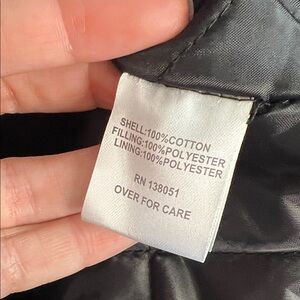 SHELL:100%COTTON
FILLING:100%POLYESTER
LINING:100%POLYESTER
RN 138051
OVER FOR CARE